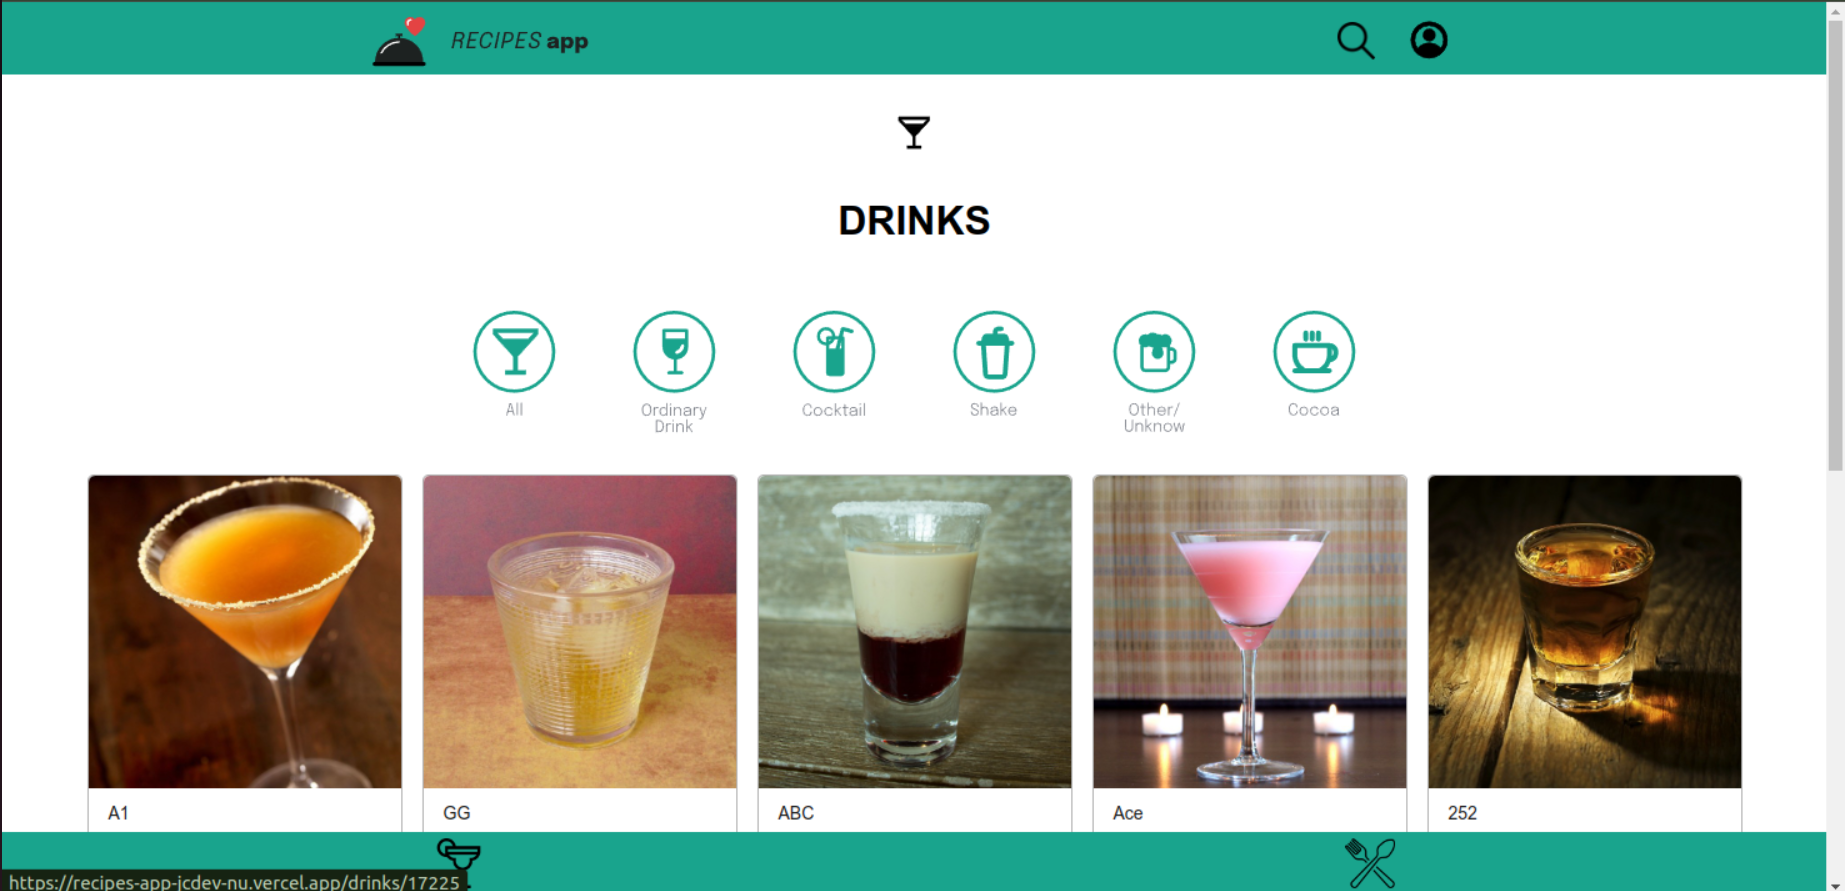 RECIPES app
DRINKS
All
Ordinary
Drink
Cocktail
Shake
Other/
Unknow
Cocoa
A1
GG
ABC
Ace
252
https://recipes-app-jcdev-nu.vercel.app/drinks/17225